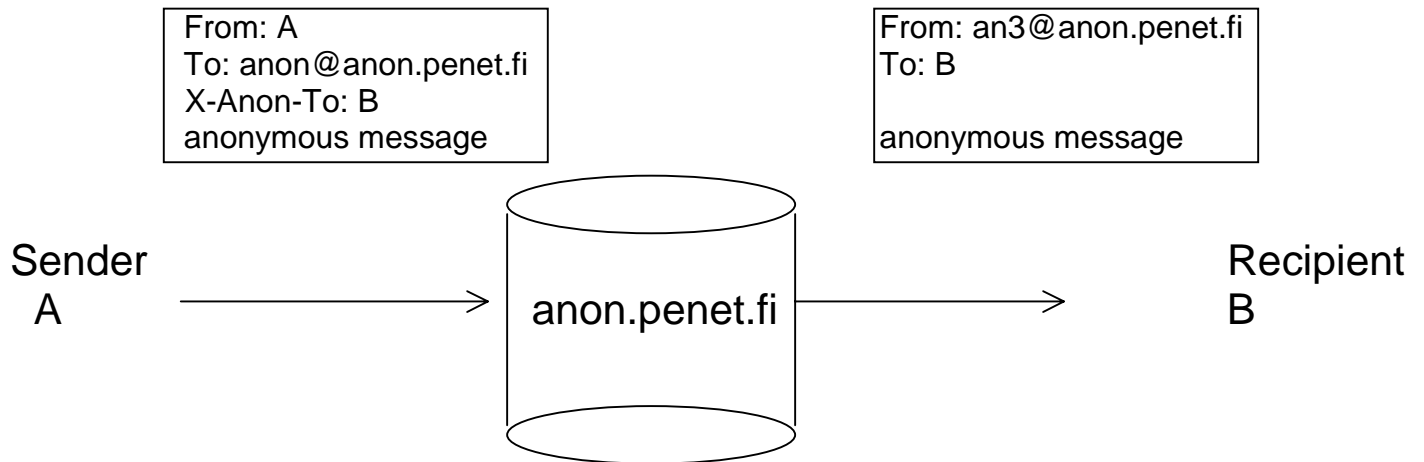 From: A
To: anon@anon.penet.fi
X-Anon-To: B
anonymous message
From: an3@anon.penet.fi
To: B
anonymous message
Sender
A
anon.penet.fi
Recipient
B